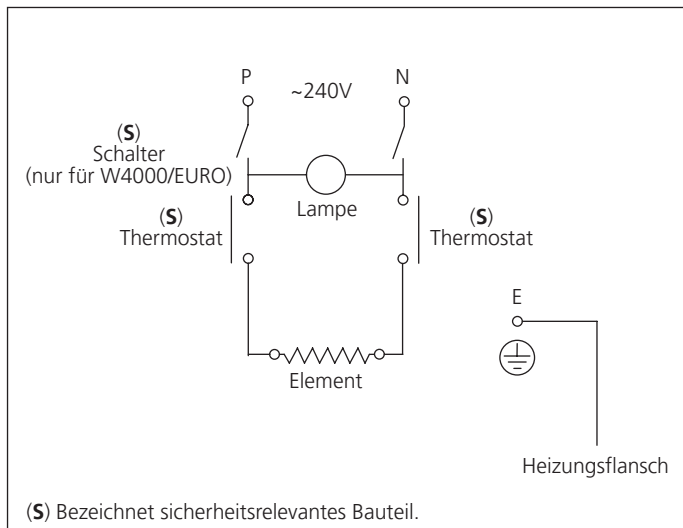 P
~240V
N
(S)
Schalter
(nur für W4000/EURO)
Lampe
(S)
Thermostat
(S)
Thermostat
E
Element
Heizungsflansch
(S) Bezeichnet sicherheitsrelevantes Bauteil.